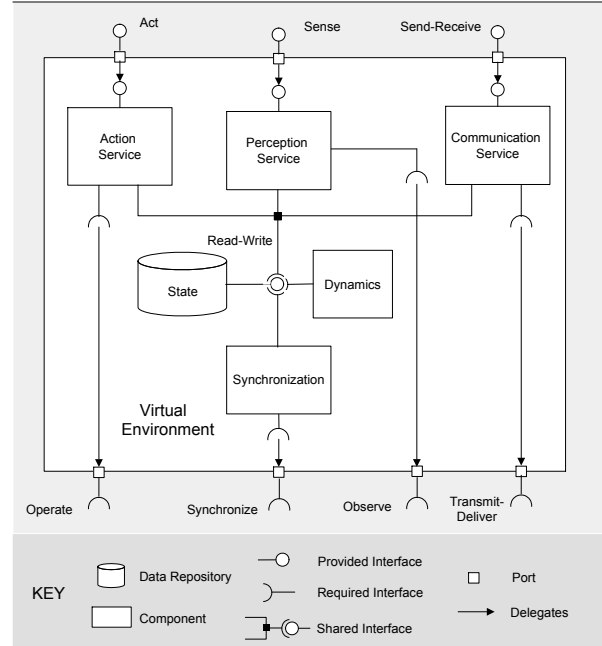 Act
Sense
Send-Receive
Action
Service
Perception
Service
Communication
Service
Read-Write
State
Dynamics
Synchronization
Virtual
Environment
Operate
Synchronize
Observe
Transmit-
Deliver
KEY
Data Repository
Component
Provided Interface
Required Interface
Shared Interface
Port
Delegates